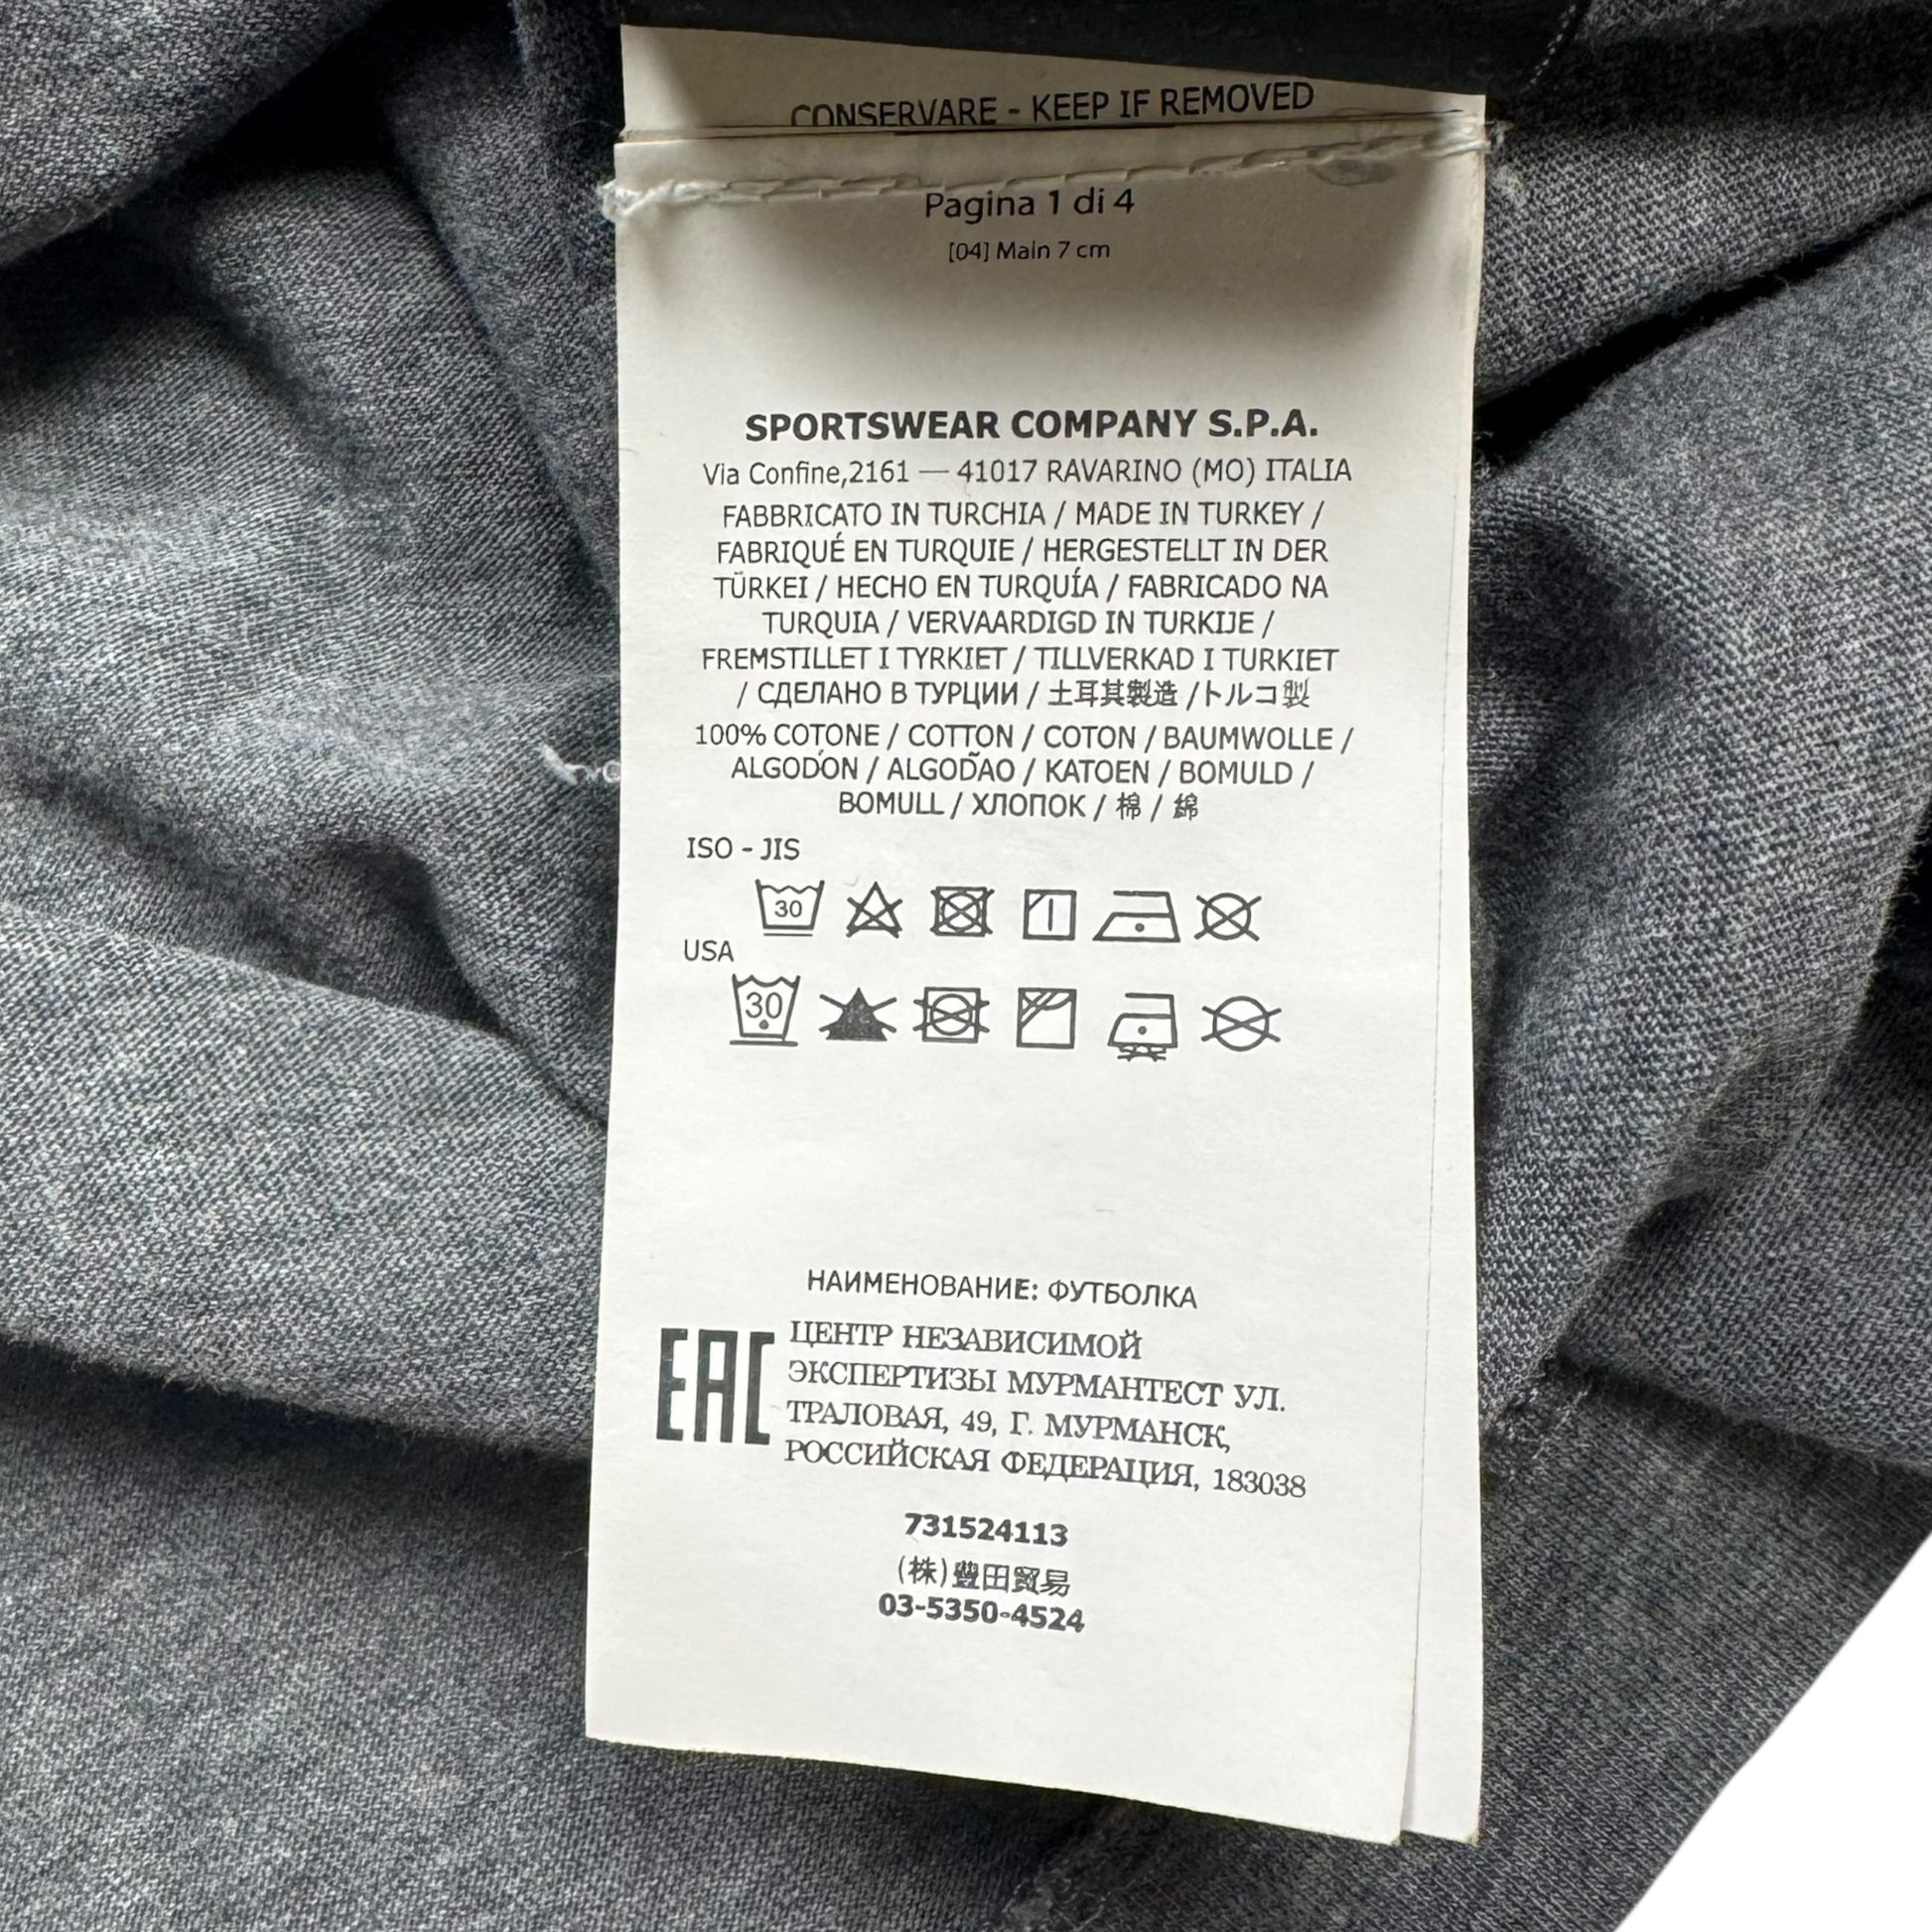 CONSERVARE - KEEP IF REMOVED
Pagina 1 di 4
[04] Main 7 cm
SPORTSWEAR COMPANY S.P.A.
Via Confine,2161 — 41017 RAVARINO (MO) ITALIA
FABBRICATO IN TURCHIA / MADE IN TURKEY /
FABRIQUÉ EN TURQUIE / HERGESTELLT IN DER
TÜRKEI / HECHO EN TURQUÍA / FABRICADO NA
TURQUIA / VERVAARDIGD IN TURKIJE /
FREMSTILLET I TYRKIET / TILLVERKAD I TURKIET
/ СДЕЛАНО В ТУРЦИИ / 土耳其製造 /トルコ製
100% COTONE / COTTON / COTON / BAUMWOLLE /
ALGODÓN / ALGODÃO / KATOEN / BOMULD /
BOMULL / ХЛОПОК / 棉 / 綿
ISO - JIS
30
USA
30
НАИМЕНОВАНИЕ: ФУТБОЛКА
EAC
ЦЕНТР НЕЗАВИСИМОЙ
ЭКСПЕРТИЗЫ МУРМАНТЕСТ УЛ.
ТРАЛОВАЯ, 49, Г. МУРМАНСК,
РОССИЙСКАЯ ФЕДЕРАЦИЯ, 183038
731524113
(株)豊田貿易
03-5350-4524